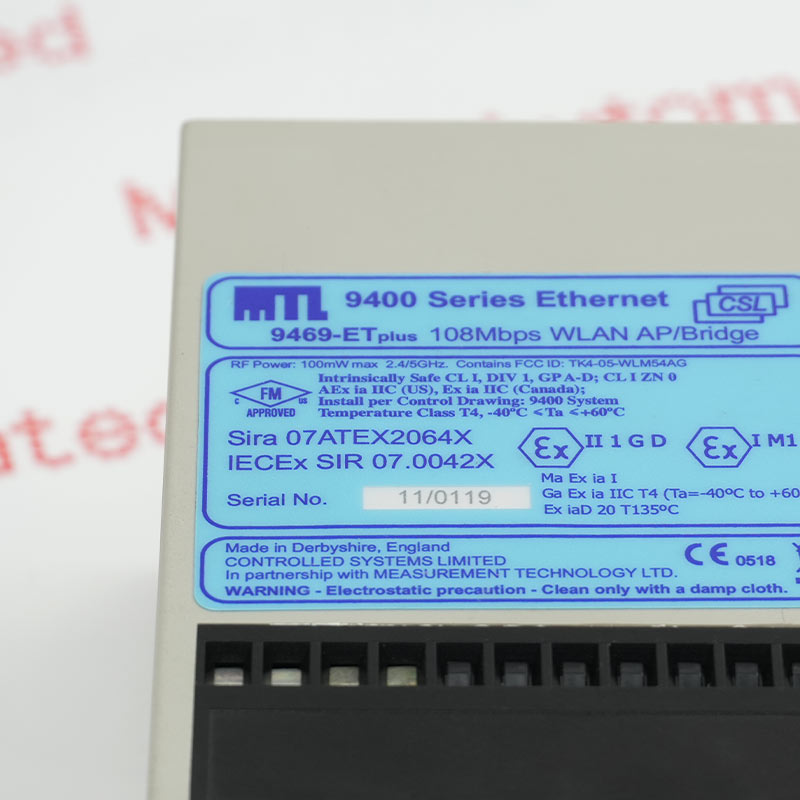 MTL 9400 Series Ethernet CSL
9469-ETplus 108Mbps WLAN AP/Bridge
RF Power: 100mW max 2.4/5GHz. Contains FCC ID: TK4-05-WLM54AG
Intrinsically Safe CL I, DIV 1, GP A-D; CL I ZN 0
AEx ia IIC (US), Ex ia IIC (Canada);
Install per Control Drawing: 9400 System
Temperature Class T4, -40ºC ≤Ta ≤+60ºC
C FM US
APPROVED
Sira 07ATEX2064X Ex II 1 G D Ex I M1
IECEx SIR 07.0042X
Ma Ex ia I
Ga Ex ia IIC T4 (Ta=-40ºC to +60
Ex iaD 20 T135ºC
Serial No. 11/0119
Made in Derbyshire, England
CONTROLLED SYSTEMS LIMITED
In partnership with MEASUREMENT TECHNOLOGY LTD.
CE 0518
WARNING - Electrostatic precaution - Clean only with a damp cloth.